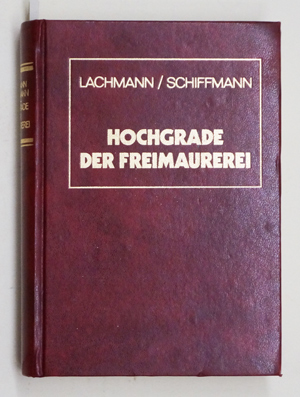 LACHMANN/SCHIFFMANN
HOCHGRADE
DER FREIMAUREREI